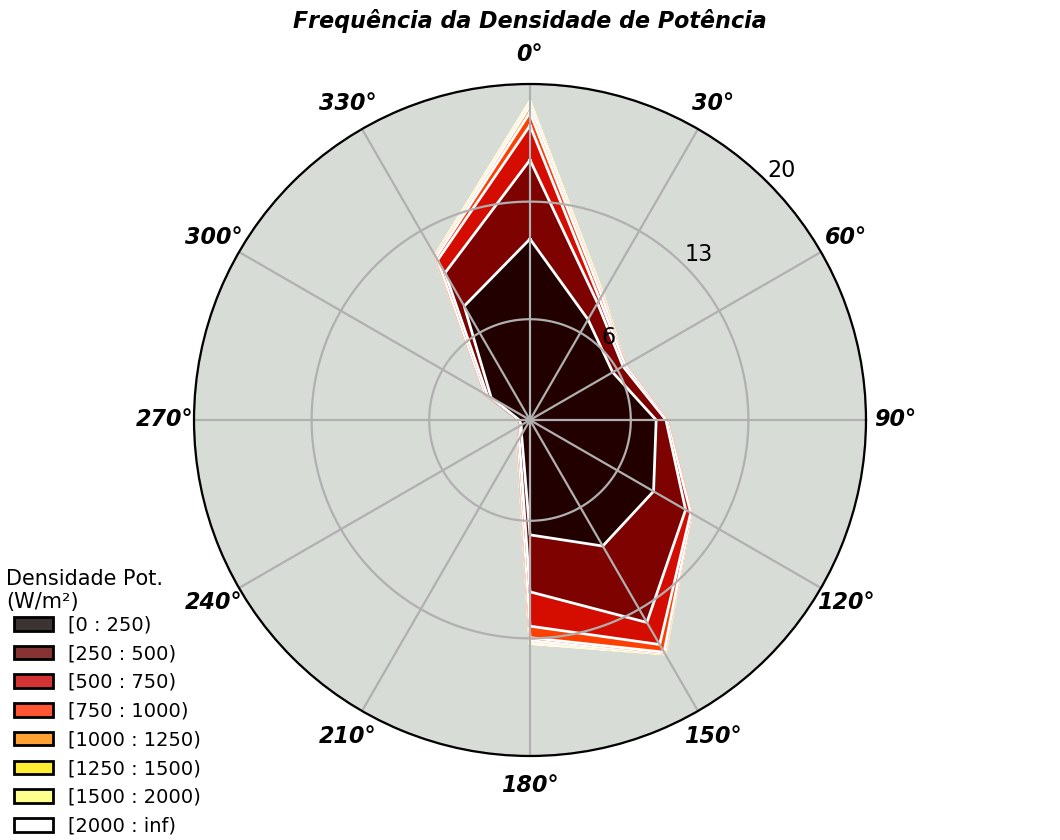 Frequência da Densidade de Potência
0°
330°
30°
20
300°
60°
13
6
270°
90°
Densidade Pot.
(W/m²)
240°
120°
[0 : 250)
[250 : 500)
[500 : 750)
[750 : 1000)
210°
150°
[1000 : 1250)
[1250 : 1500)
180°
[1500 : 2000)
[2000 : inf)